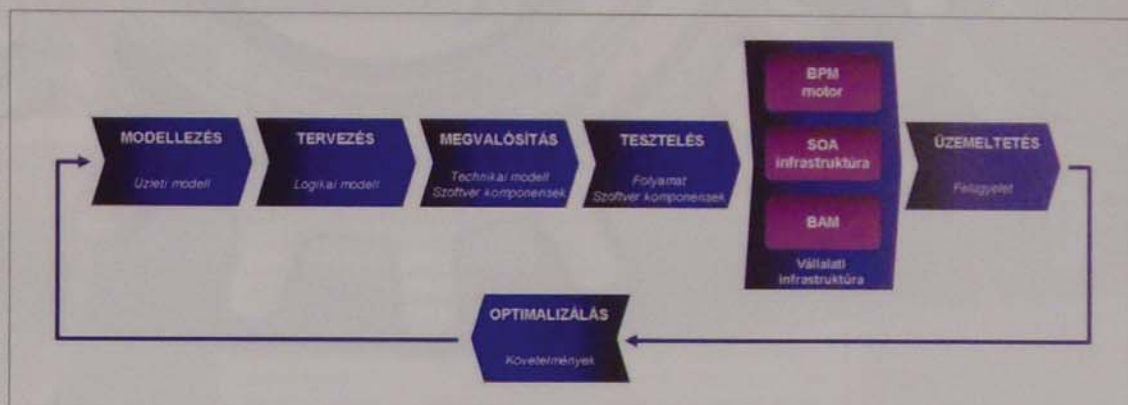 MODELLEZÉS
Üzleti modell
TERVEZÉS
Logikai modell
MEGVALÓSÍTÁS
Technikai modell
Szoftver komponensek
TESZTELÉS
Folyamat
Szoftver komponensek
BPM
motor
SOA
infrastruktúra
BAM
Vállalati
infrastruktúra
ÜZEMELTETÉS
Felügyelet
OPTIMALIZÁLÁS
Követelmények